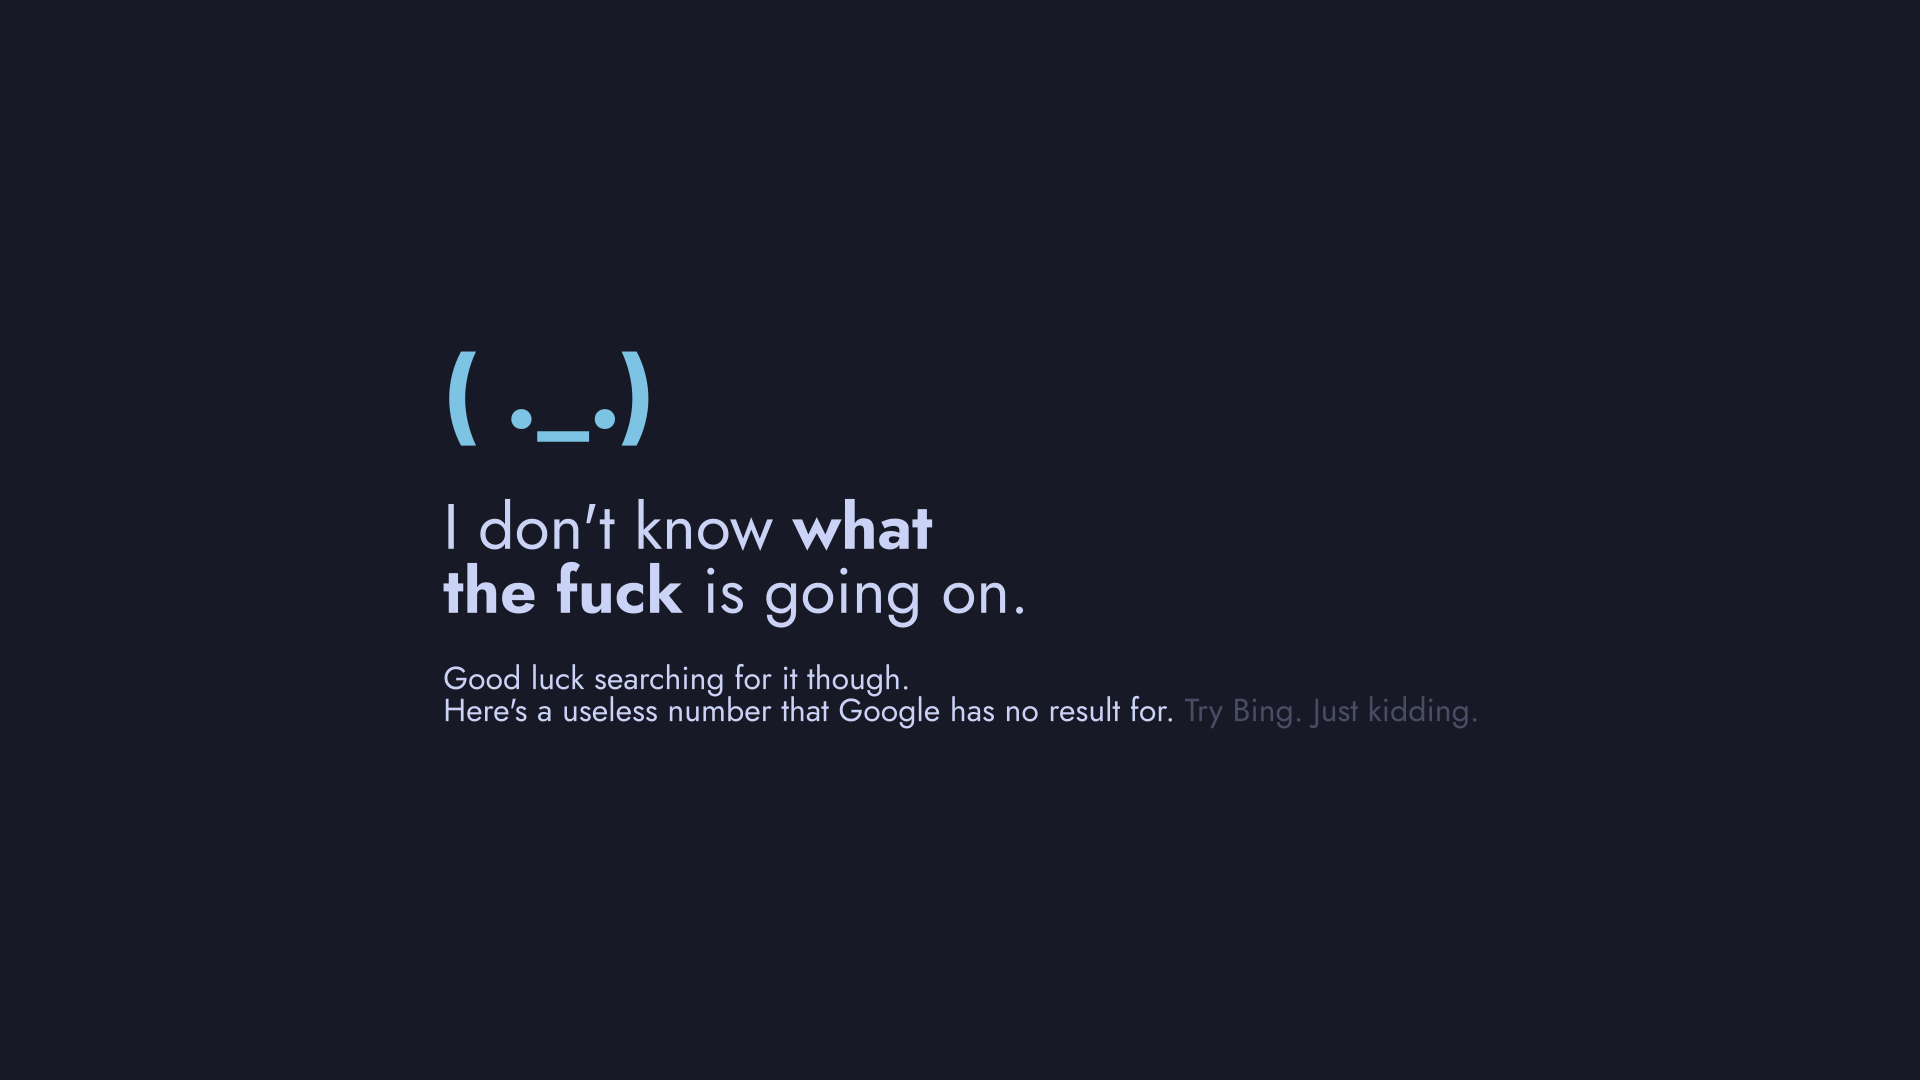 ( ._.)
I don't know what
the fuck is going on.
Good luck searching for it though.
Here's a useless number that Google has no result for. Try Bing. Just kidding.